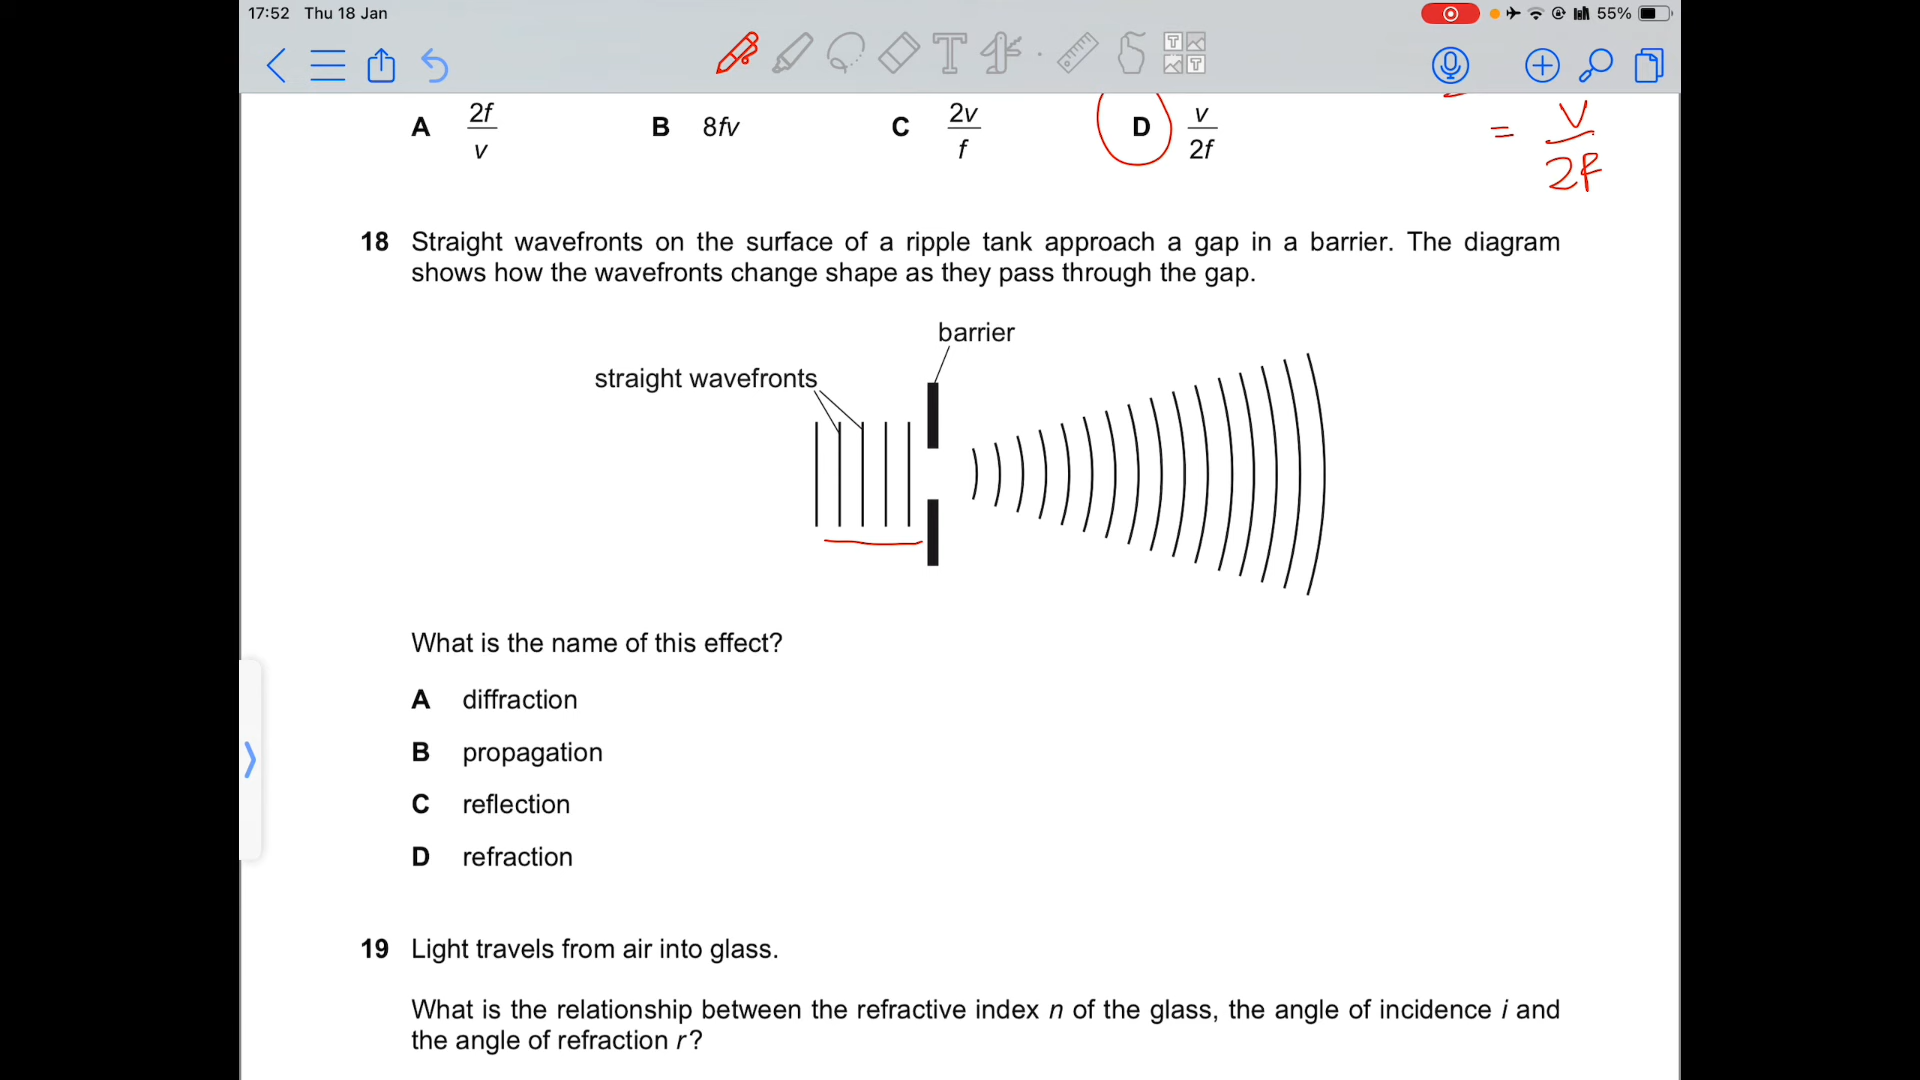 17:52 Thu 18 Jan
55%
A 2f/v B 8fv C 2v/f D v/2f
= v/2f
18 Straight wavefronts on the surface of a ripple tank approach a gap in a barrier. The diagram
shows how the wavefronts change shape as they pass through the gap.
barrier
straight wavefronts
What is the name of this effect?
A diffraction
B propagation
C reflection
D refraction
19 Light travels from air into glass.
What is the relationship between the refractive index n of the glass, the angle of incidence i and
the angle of refraction r?